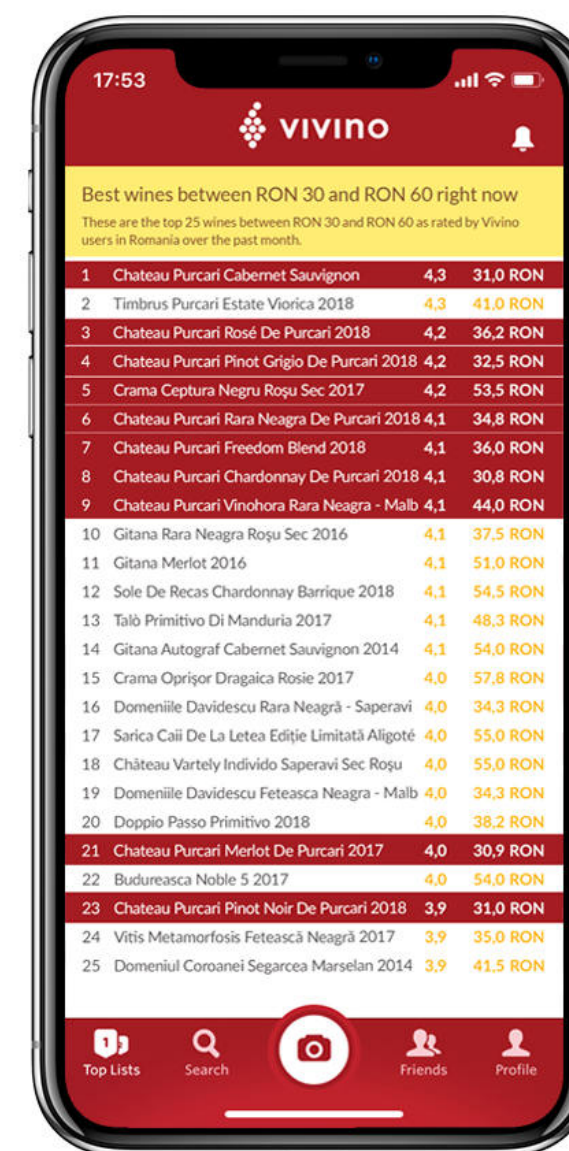 17:53
VIVINO
Best wines between RON 30 and RON 60 right now
These are the top 25 wines between RON 30 and RON 60 as rated by Vivino
users in Romania over the past month.
1 Chateau Purcari Cabernet Sauvignon 4,3 31,0 RON
2 Timbrus Purcari Estate Viorica 2018 4,3 41,0 RON
3 Chateau Purcari Rosé De Purcari 2018 4,2 36,2 RON
4 Chateau Purcari Pinot Grigio De Purcari 2018 4,2 32,5 RON
5 Crama Ceptura Negru Roşu Sec 2017 4,2 53,5 RON
6 Chateau Purcari Rara Neagra De Purcari 2018 4,1 34,8 RON
7 Chateau Purcari Freedom Blend 2018 4,1 36,0 RON
8 Chateau Purcari Chardonnay De Purcari 2018 4,1 30,8 RON
9 Chateau Purcari Vinohora Rara Neagra - Malb 4,1 44,0 RON
10 Gitana Rara Neagra Roşu Sec 2016 4,1 37,5 RON
11 Gitana Merlot 2016 4,1 51,0 RON
12 Sole De Recas Chardonnay Barrique 2018 4,1 54,5 RON
13 Talò Primitivo Di Manduria 2017 4,1 48,3 RON
14 Gitana Autograf Cabernet Sauvignon 2014 4,1 54,0 RON
15 Crama Oprişor Dragaica Rosie 2017 4,0 57,8 RON
16 Domeniile Davidescu Rara Neagră - Saperavi 4,0 34,3 RON
17 Sarica Caii De La Letea Ediţie Limitată Aligoté 4,0 55,0 RON
18 Château Vartely Individo Saperavi Sec Roşu 4,0 55,0 RON
19 Domeniile Davidescu Feteasca Neagra - Malb 4,0 34,3 RON
20 Doppio Passo Primitivo 2018 4,0 38,2 RON
21 Chateau Purcari Merlot De Purcari 2017 4,0 30,9 RON
22 Budureasca Noble 5 2017 4,0 54,0 RON
23 Chateau Purcari Pinot Noir De Purcari 2018 3,9 31,0 RON
24 Vitis Metamorfosis Fetească Neagră 2017 3,9 35,0 RON
25 Domeniul Coroanei Segarcea Marselan 2014 3,9 41,5 RON
1
Top Lists Search Friends Profile